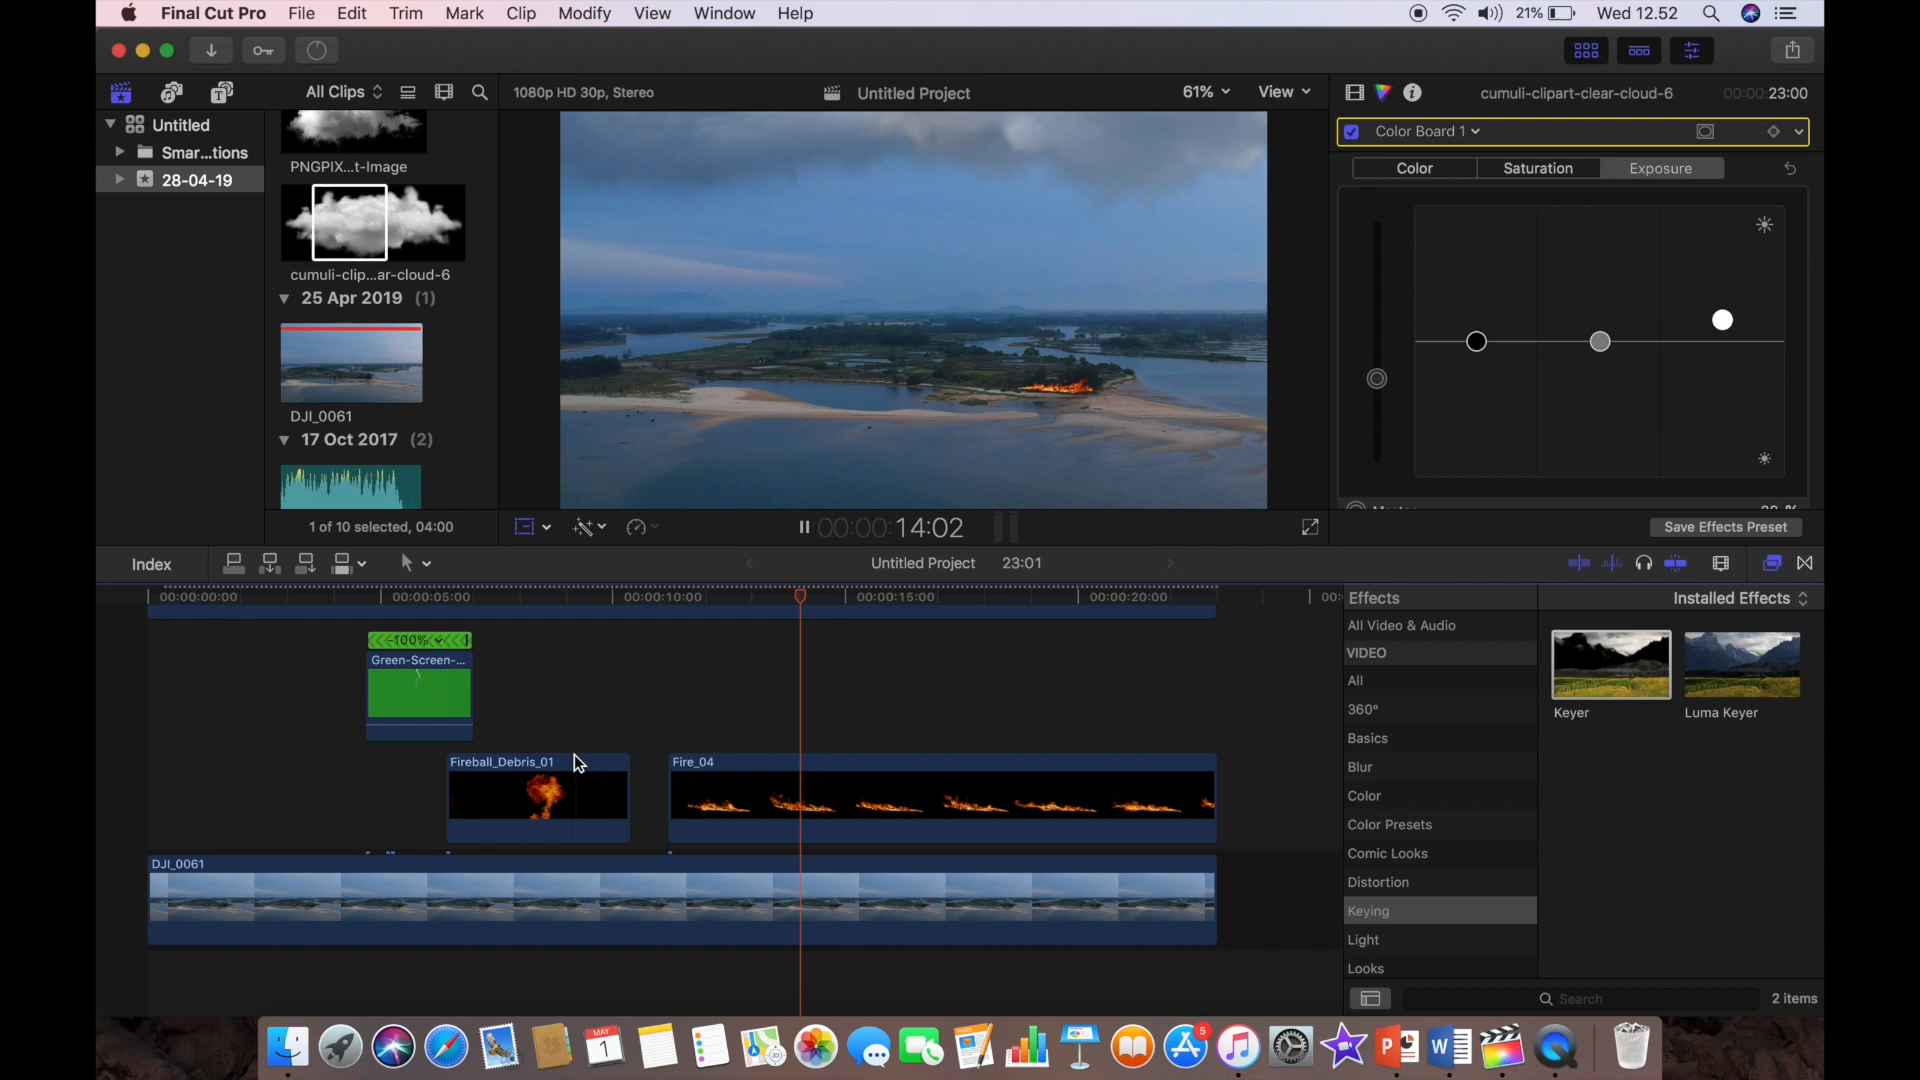 Final Cut Pro File Edit Trim Mark Clip Modify View Window Help
21% Wed 12.52
All Clips
1080p HD 30p, Stereo
Untitled Project
61% View
cumuli-clipart-clear-cloud-6
00:00:23:00
Untitled
Smar...tions
28-04-19
PNGPIX...t-Image
cumuli-clip...ar-cloud-6
25 Apr 2019 (1)
DJI_0061
17 Oct 2017 (2)
1 of 10 selected, 04:00
Color Board 1
Color Saturation Exposure
00:00:14:02
Save Effects Preset
Index
Untitled Project 23:01
00:00:00:00 00:00:05:00 00:00:10:00 00:00:15:00 00:00:20:00 00:
-100%
Green-Screen-...
Fireball_Debris_01
Fire_04
DJI_0061
Effects
Installed Effects
All Video & Audio
VIDEO
All
360°
Basics
Blur
Color
Color Presets
Comic Looks
Distortion
Keying
Light
Looks
Keyer
Luma Keyer
Search
2 items
MAY
1
3D
5
P
W